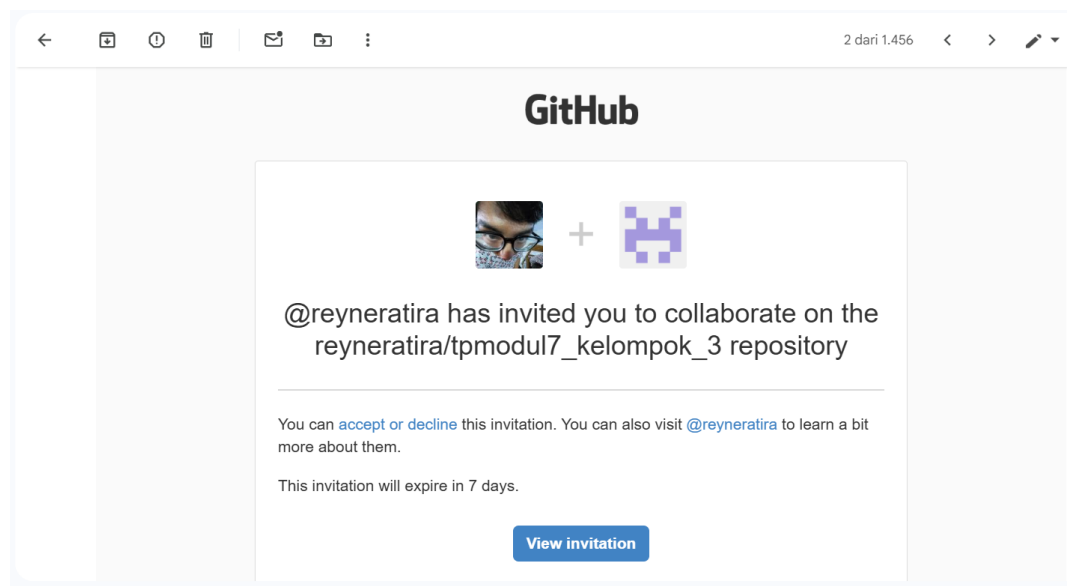 2 dari 1.456
GitHub
@reyneratira has invited you to collaborate on the
reyneratira/tpmodul7_kelompok_3 repository
You can accept or decline this invitation. You can also visit @reyneratira to learn a bit
more about them.
This invitation will expire in 7 days.
View invitation